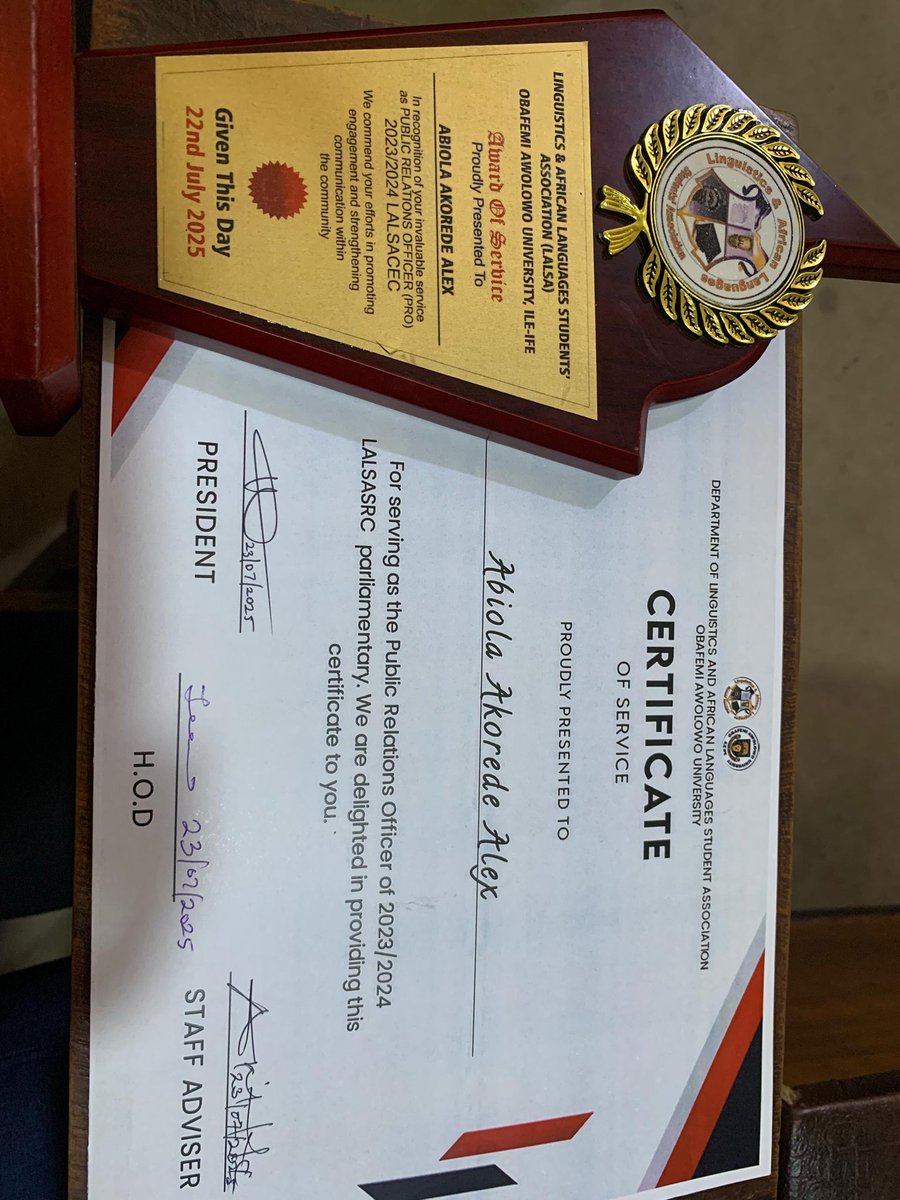 LINGUISTICS & AFRICAN LANGUAGES STUDENTS'
ASSOCIATION (LALSA)
OBAFEMI AWOLOWO UNIVERSITY, ILE-IFE
Award Of Service
Proudly Presented To
ABIOLA AKOREDE ALEX
In recognition of your invaluable service
as PUBLIC RELATIONS OFFICER (PRO)
2023/2024 LALSACEC
We commend your efforts in promoting
engagement and strengthening
communication within
the community
Given This Day
22nd July 2025
Linguistics & African Languages
DEPARTMENT OF LINGUISTICS AND AFRICAN LANGUAGES STUDENT ASSOCIATION
OBAFEMI AWOLOWO UNIVERSITY
CERTIFICATE
OF SERVICE
PROUDLY PRESENTED TO
Abiola Akorede Alex
For serving as the Public Relations Officer of 2023/2024
LALSASRC parliamentary. We are delighted in providing this
certificate to you.
23/07/2025
PRESIDENT
23/07/2025
H.O.D
23/07/2025
STAFF ADVISER